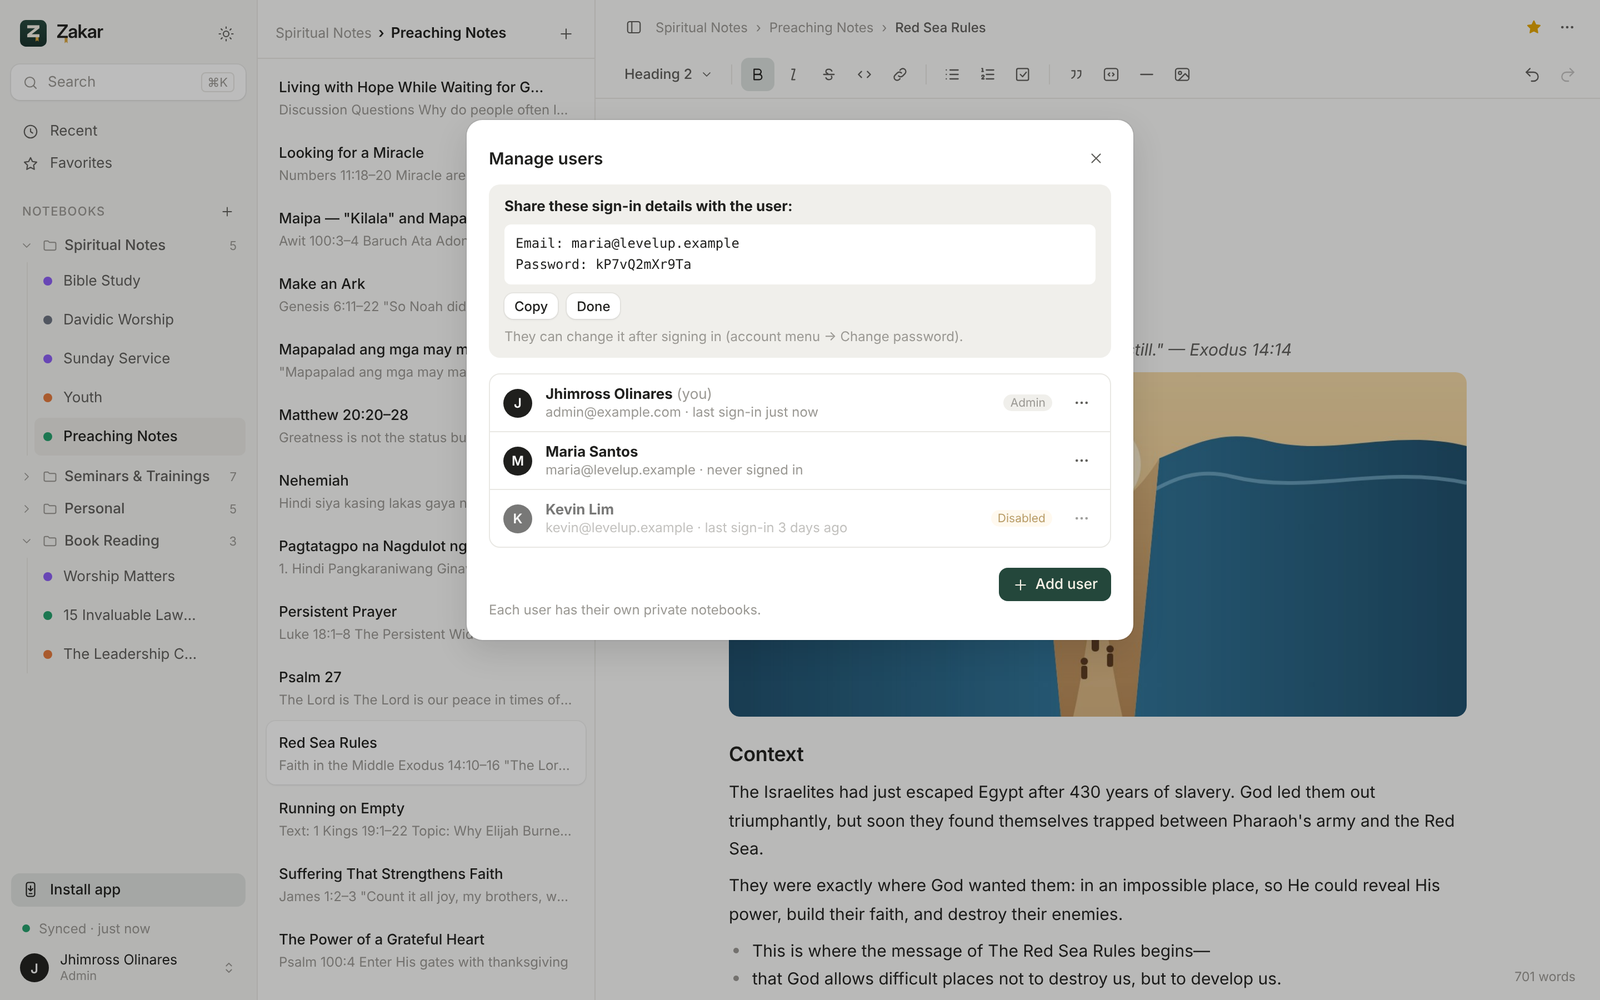 Zakar
Search
⌘K
Recent
Favorites
NOTEBOOKS
Spiritual Notes 5
Bible Study
Davidic Worship
Sunday Service
Youth
Preaching Notes
Seminars & Trainings 7
Personal 5
Book Reading 3
Worship Matters
15 Invaluable Law...
The Leadership C...
Install app
Synced · just now
J
Jhimross Olinares
Admin
Spiritual Notes › Preaching Notes
Living with Hope While Waiting for G...
Discussion Questions Why do people often l...
Looking for a Miracle
Numbers 11:18–20 Miracle are
Maipa — "Kilala" and Mapa
Awit 100:3–4 Baruch Ata Ador
Make an Ark
Genesis 6:11–22 "So Noah did
Mapapalad ang mga may m
"Mapapalad ang mga may ma
Matthew 20:20–28
Greatness is not the status bu
Nehemiah
Hindi siya kasing lakas gaya n
Pagtatagpo na Nagdulot ng
1. Hindi Pangkaraniwang Gina
Persistent Prayer
Luke 18:1–8 The Persistent Wid
Psalm 27
The Lord is The Lord is our peace in times of...
Red Sea Rules
Faith in the Middle Exodus 14:10–16 "The Lor...
Running on Empty
Text: 1 Kings 19:1–22 Topic: Why Elijah Burne...
Suffering That Strengthens Faith
James 1:2–3 "Count it all joy, my brothers, w...
The Power of a Grateful Heart
Psalm 100:4 Enter His gates with thanksgiving
Spiritual Notes › Preaching Notes › Red Sea Rules
Heading 2
Manage users
Share these sign-in details with the user:
Email: maria@levelup.example
Password: kP7vQ2mXr9Ta
Copy Done
They can change it after signing in (account menu → Change password).
J
Jhimross Olinares (you)
admin@example.com · last sign-in just now
Admin
M
Maria Santos
maria@levelup.example · never signed in
K
Kevin Lim
kevin@levelup.example · last sign-in 3 days ago
Disabled
+ Add user
Each user has their own private notebooks.
till." — Exodus 14:14
Context
The Israelites had just escaped Egypt after 430 years of slavery. God led them out
triumphantly, but soon they found themselves trapped between Pharaoh's army and the Red
Sea.
They were exactly where God wanted them: in an impossible place, so He could reveal His
power, build their faith, and destroy their enemies.
• This is where the message of The Red Sea Rules begins—
• that God allows difficult places not to destroy us, but to develop us.
701 words